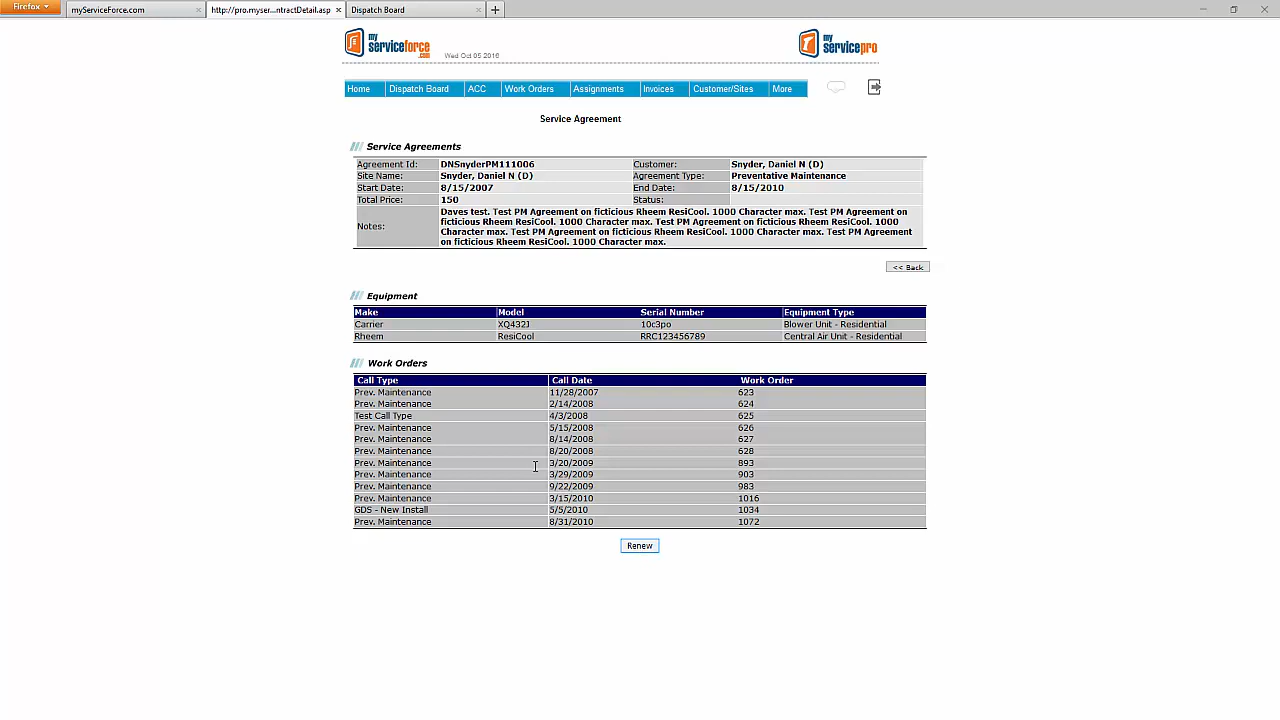 Firefox
myServiceForce.com
http://pro.myser...ntractDetail.asp
Dispatch Board
my serviceforce.com
Wed Oct 05 2016
my servicepro
Home Dispatch Board ACC Work Orders Assignments Invoices Customer/Sites More
Service Agreement
Service Agreements
Agreement Id: DNSnyderPM111006 Customer: Snyder, Daniel N (D)
Site Name: Snyder, Daniel N (D) Agreement Type: Preventative Maintenance
Start Date: 8/15/2007 End Date: 8/15/2010
Total Price: 150 Status:
Notes:
Daves test. Test PM Agreement on ficticious Rheem ResiCool. 1000 Character max. Test PM Agreement on
ficticious Rheem ResiCool. 1000 Character max. Test PM Agreement on ficticious Rheem ResiCool. 1000
Character max. Test PM Agreement on ficticious Rheem ResiCool. 1000 Character max. Test PM Agreement
on ficticious Rheem ResiCool. 1000 Character max.
<< Back
Equipment
Make Model Serial Number Equipment Type
Carrier XQ432J 10c3po Blower Unit - Residential
Rheem ResiCool RRC123456789 Central Air Unit - Residential
Work Orders
Call Type Call Date Work Order
Prev. Maintenance 11/28/2007 623
Prev. Maintenance 2/14/2008 624
Test Call Type 4/3/2008 625
Prev. Maintenance 5/15/2008 626
Prev. Maintenance 8/14/2008 627
Prev. Maintenance 8/20/2008 628
Prev. Maintenance 3/20/2009 893
Prev. Maintenance 3/29/2009 903
Prev. Maintenance 9/22/2009 983
Prev. Maintenance 3/15/2010 1016
GDS - New Install 5/5/2010 1034
Prev. Maintenance 8/31/2010 1072
Renew